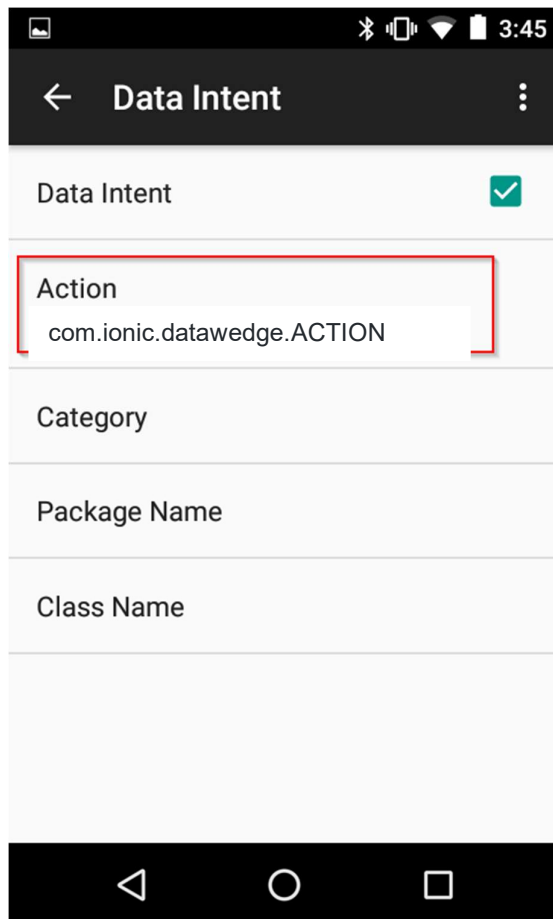 3:45
Data Intent
Data Intent
Action
com.ionic.datawedge.ACTION
Category
Package Name
Class Name